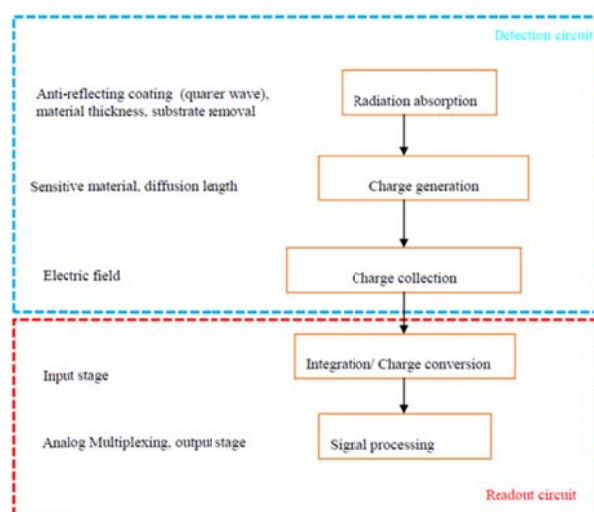 Detection circuit
Anti-reflecting coating (quarer wave),
material thickness, substrate removal
Radiation absorption
Sensitive material, diffusion length
Charge generation
Electric field
Charge collection
Integration/ Charge conversion
Input stage
Analog Multiplexing, output stage
Signal processing
Readout circuit